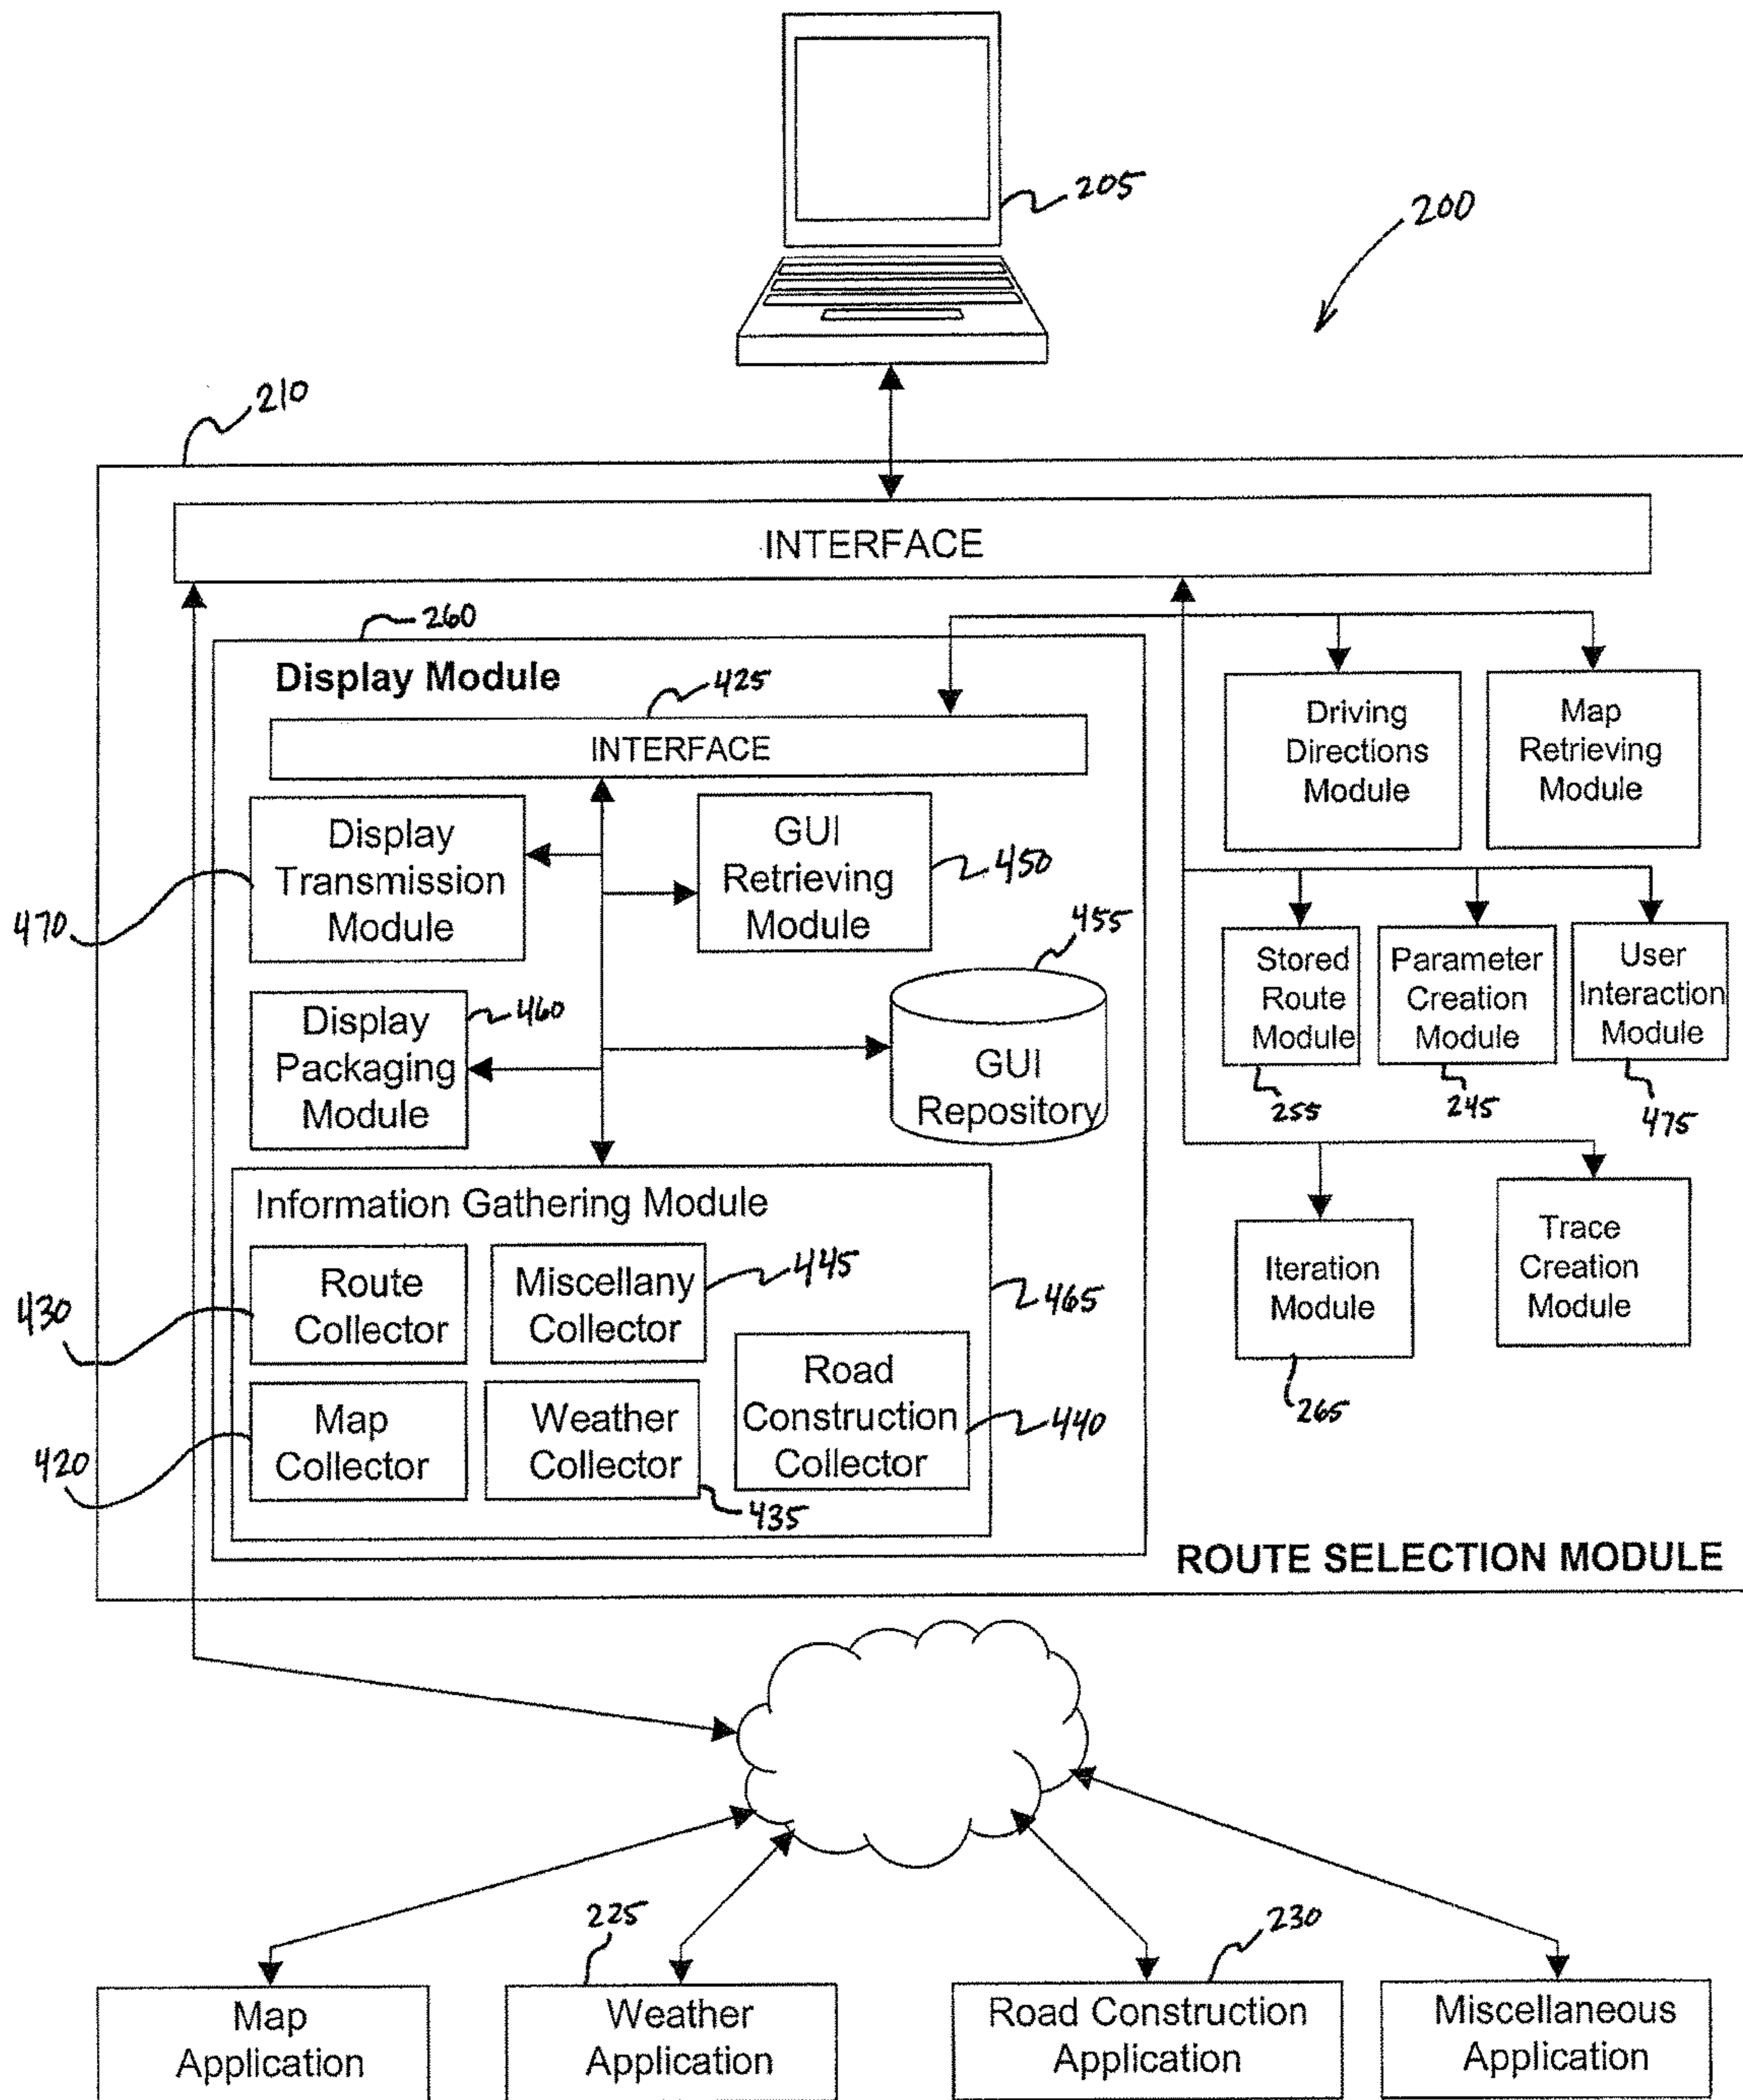 205
200
210
INTERFACE
260
Display Module
425
INTERFACE
Driving
Directions
Module
Map
Retrieving
Module
Display
Transmission
Module
470
GUI
Retrieving
Module
450
455
Stored
Route
Module
255
Parameter
Creation
Module
245
User
Interaction
Module
475
Display
Packaging
Module
460
GUI
Repository
Information Gathering Module
Route
Collector
430
Miscellany
Collector
445
465
Map
Collector
420
Weather
Collector
435
Road
Construction
Collector
440
Iteration
Module
265
Trace
Creation
Module
ROUTE SELECTION MODULE
225
230
Map
Application
Weather
Application
Road Construction
Application
Miscellaneous
Application